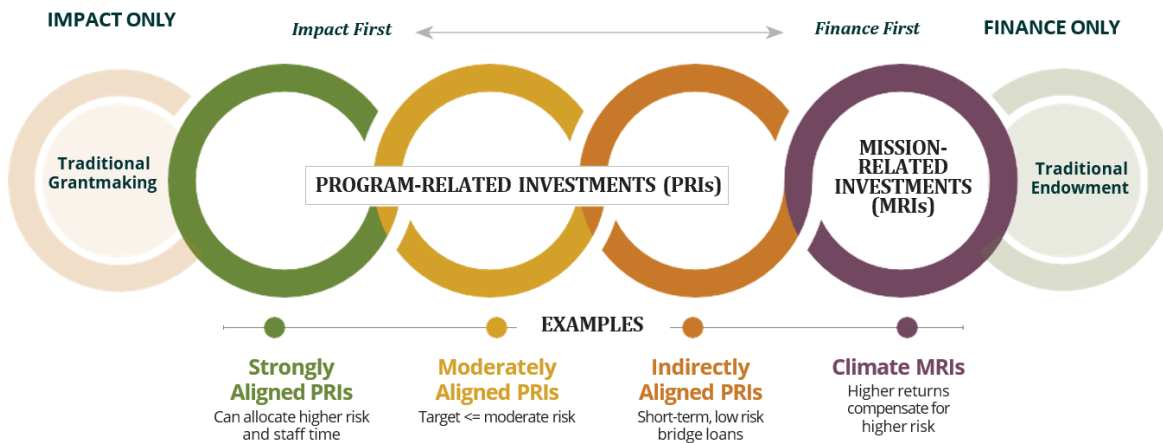 IMPACT ONLY
Impact First
Finance First
FINANCE ONLY
Traditional
Grantmaking
PROGRAM-RELATED INVESTMENTS (PRIs)
MISSION-
RELATED
INVESTMENTS
(MRIs)
Traditional
Endowment
EXAMPLES
Strongly
Aligned PRIs
Can allocate higher risk
and staff time
Moderately
Aligned PRIs
Target <= moderate risk
Indirectly
Aligned PRIs
Short-term, low risk
bridge loans
Climate MRIs
Higher returns
compensate for
higher risk